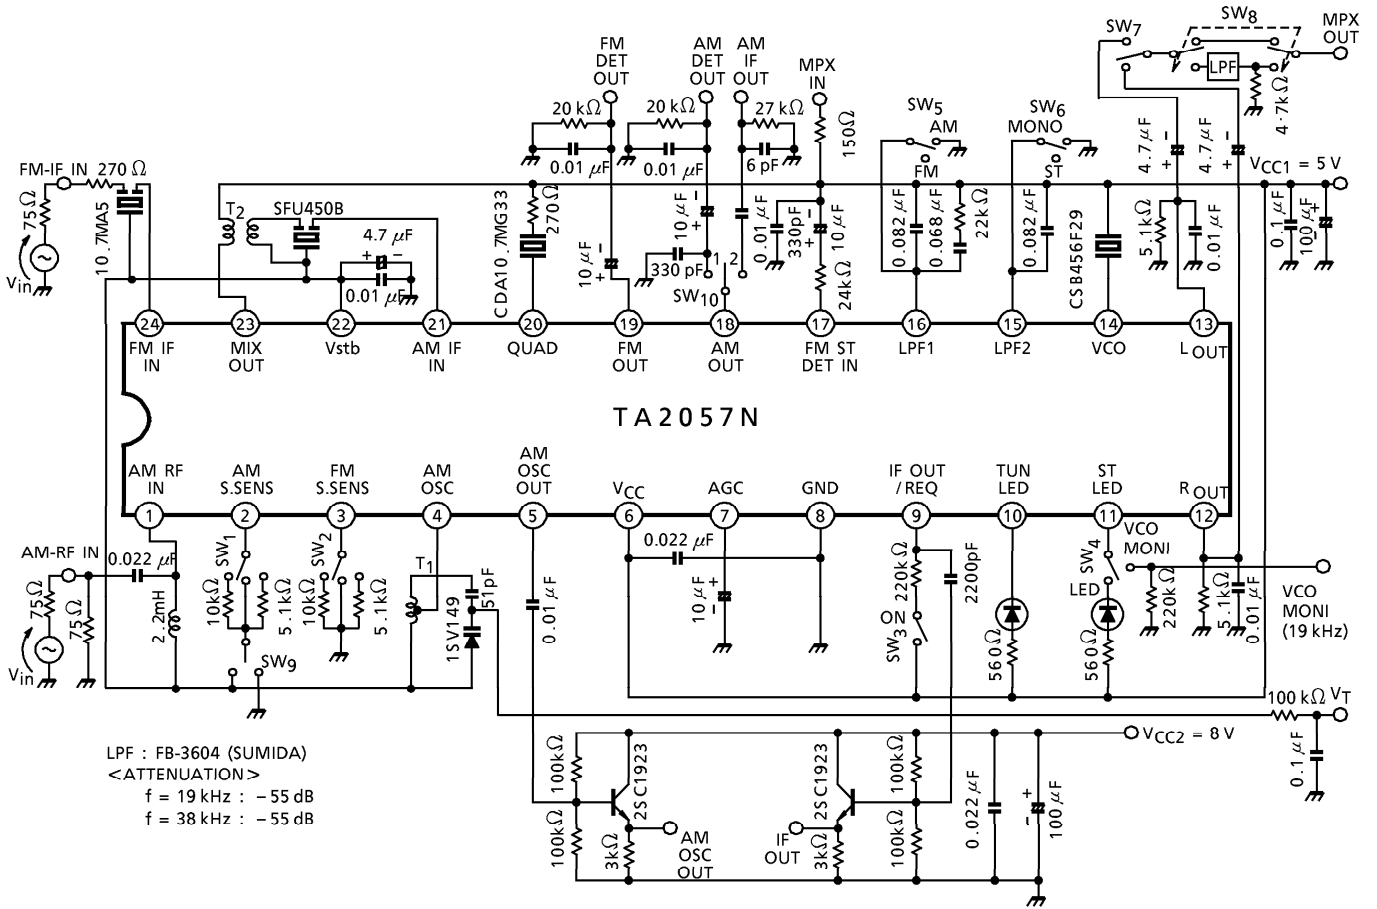 SW7
SW8
MPX
OUT
LPF
4.7kΩ
FM
DET
OUT
AM
DET
OUT
AM
IF
OUT
MPX
IN
20 kΩ
20 kΩ
27 kΩ
0.01 μF
0.01 μF
6 pF
150Ω
SW5
AM
FM
SW6
MONO
ST
4.7 μF
4.7 μF
VCC1 = 5 V
FM-IF IN
270 Ω
75Ω
Vin
10.7MA5
T2
SFU450B
4.7 μF
0.01 μF
CDA10.7MG33
270Ω
10 μF
10 μF
330 pF
1
2
SW10
0.01 μF
330pF
10 μF
24kΩ
0.082 μF
0.068 μF
22kΩ
0.082 μF
CSB456F29
5.1kΩ
0.01 μF
0.1 μF
100 μF
24
23
22
21
20
19
18
17
16
15
14
13
FM IF
IN
MIX
OUT
Vstb
AM IF
IN
QUAD
FM
OUT
AM
OUT
FM ST
DET IN
LPF1
LPF2
VCO
L OUT
TA2057N
AM RF
IN
AM
S.SENS
FM
S.SENS
AM
OSC
AM
OSC
OUT
VCC
AGC
GND
IF OUT
/REQ
TUN
LED
ST
LED
R OUT
1
2
3
4
5
6
7
8
9
10
11
12
AM-RF IN
0.022 μF
75Ω
75Ω
Vin
2.2mH
SW1
10kΩ
5.1kΩ
SW2
10kΩ
5.1kΩ
SW9
T1
51pF
1SV149
0.01 μF
0.022 μF
10 μF
220kΩ
2200pF
ON
SW3
560Ω
560Ω
SW4
LED
VCO
MONI
220kΩ
5.1kΩ
0.01 μF
VCO
MONI
(19 kHz)
100 kΩ
VT
0.1 μF
VCC2 = 8 V
100kΩ
100kΩ
2SC1923
3kΩ
AM
OSC
OUT
IF
OUT
2SC1923
3kΩ
100kΩ
100kΩ
0.022 μF
100 μF
LPF : FB-3604 (SUMIDA)
<ATTENUATION>
f = 19 kHz : −55 dB
f = 38 kHz : −55 dB